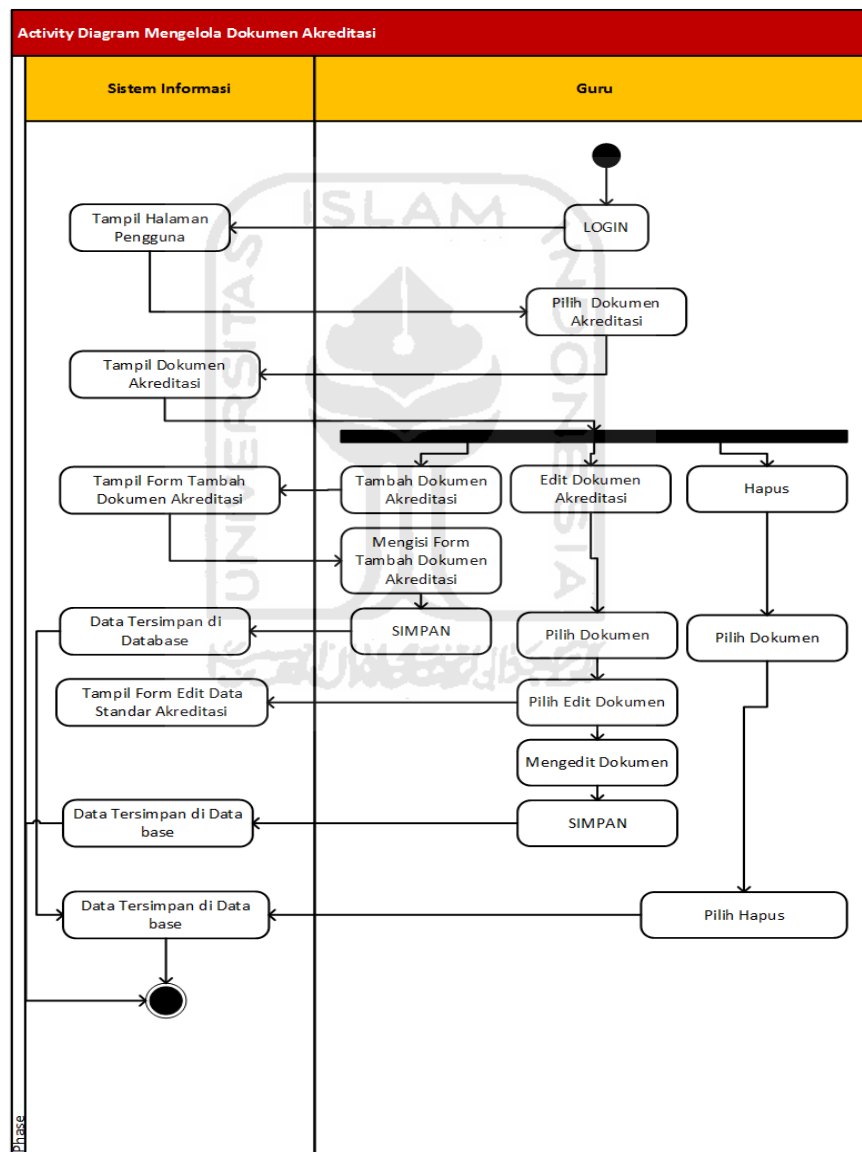 Activity Diagram Mengelola Dokumen Akreditasi
Sistem Informasi
Guru
LOGIN
Tampil Halaman
Pengguna
Pilih Dokumen
Akreditasi
Tampil Dokumen
Akreditasi
Tambah Dokumen
Akreditasi
Edit Dokumen
Akreditasi
Hapus
Tampil Form Tambah
Dokumen Akreditasi
Mengisi Form
Tambah Dokumen
Akreditasi
SIMPAN
Data Tersimpan di
Database
Pilih Dokumen
Pilih Dokumen
Pilih Edit Dokumen
Tampil Form Edit Data
Standar Akreditasi
Mengedit Dokumen
SIMPAN
Data Tersimpan di Data
base
Pilih Hapus
Data Tersimpan di Data
base
Phase
UNIVERSITAS
ISLAM
INDONESIA